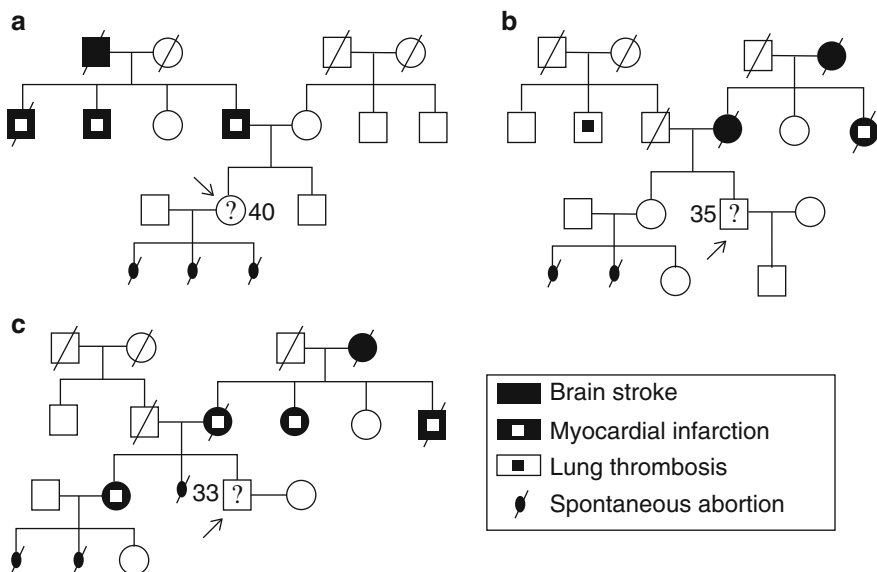 a
b
? 40
35 ?
c
33 ?
Brain stroke
Myocardial infarction
Lung thrombosis
Spontaneous abortion